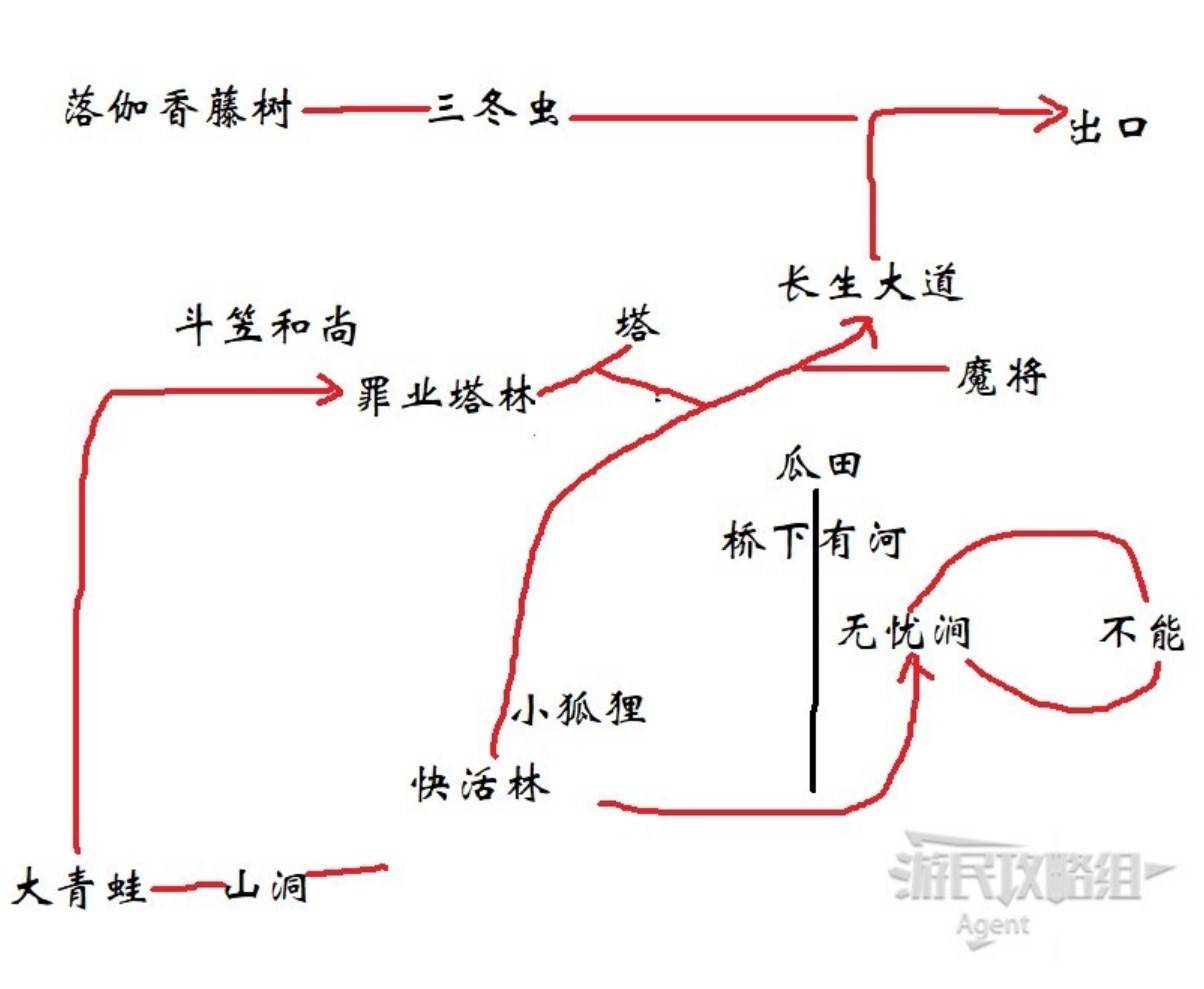 落伽香藤树
三冬虫
出口
长生大道
斗笠和尚
塔
罪业塔林
魔将
瓜田
桥下有河
无忧涧
不能
小狐狸
快活林
大青蛙
山洞
游民攻略组
Agent